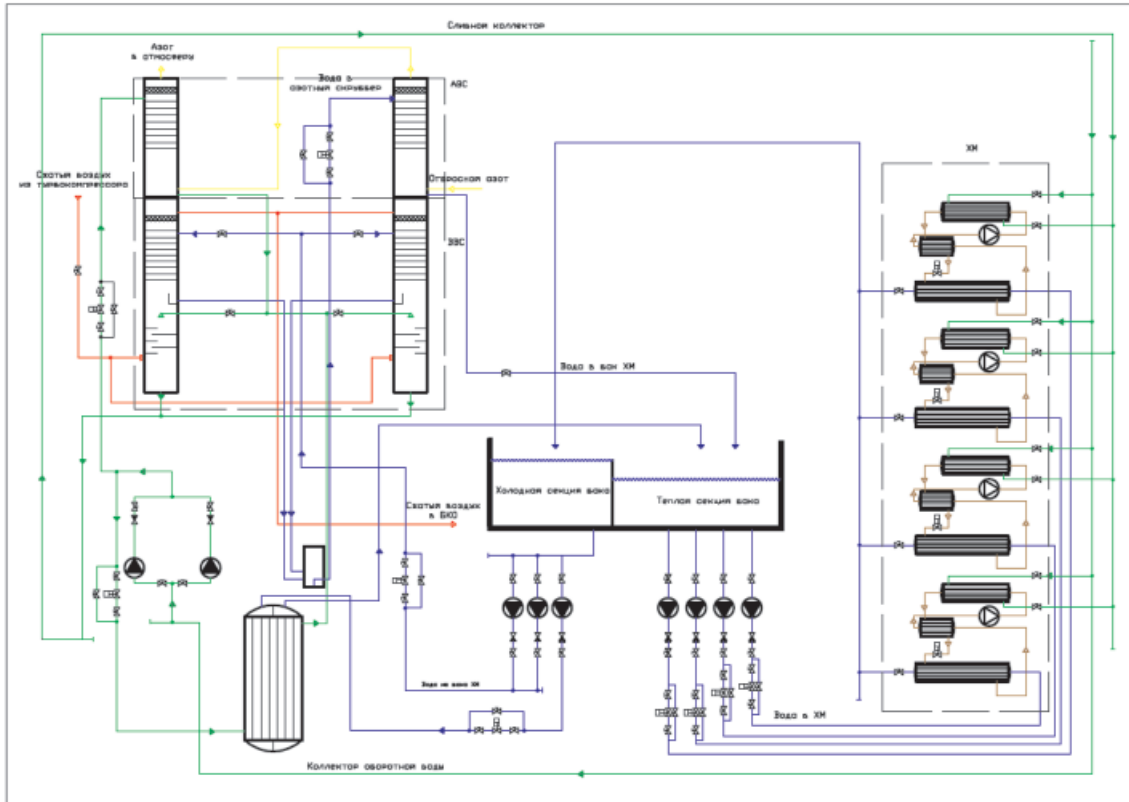 Сливной коллектор
Азот
в атмосферу
Вода в
азотный скруббер
АВС
ХМ
Сжатый воздух
из турбокомпрессора
Отбросной азот
ВВС
Вода в бак ХМ
Холодная секция бака
Теплая секция бака
Сжатый воздух
в БКО
Вода из бака ХМ
Вода в ХМ
Коллектор оборотной воды